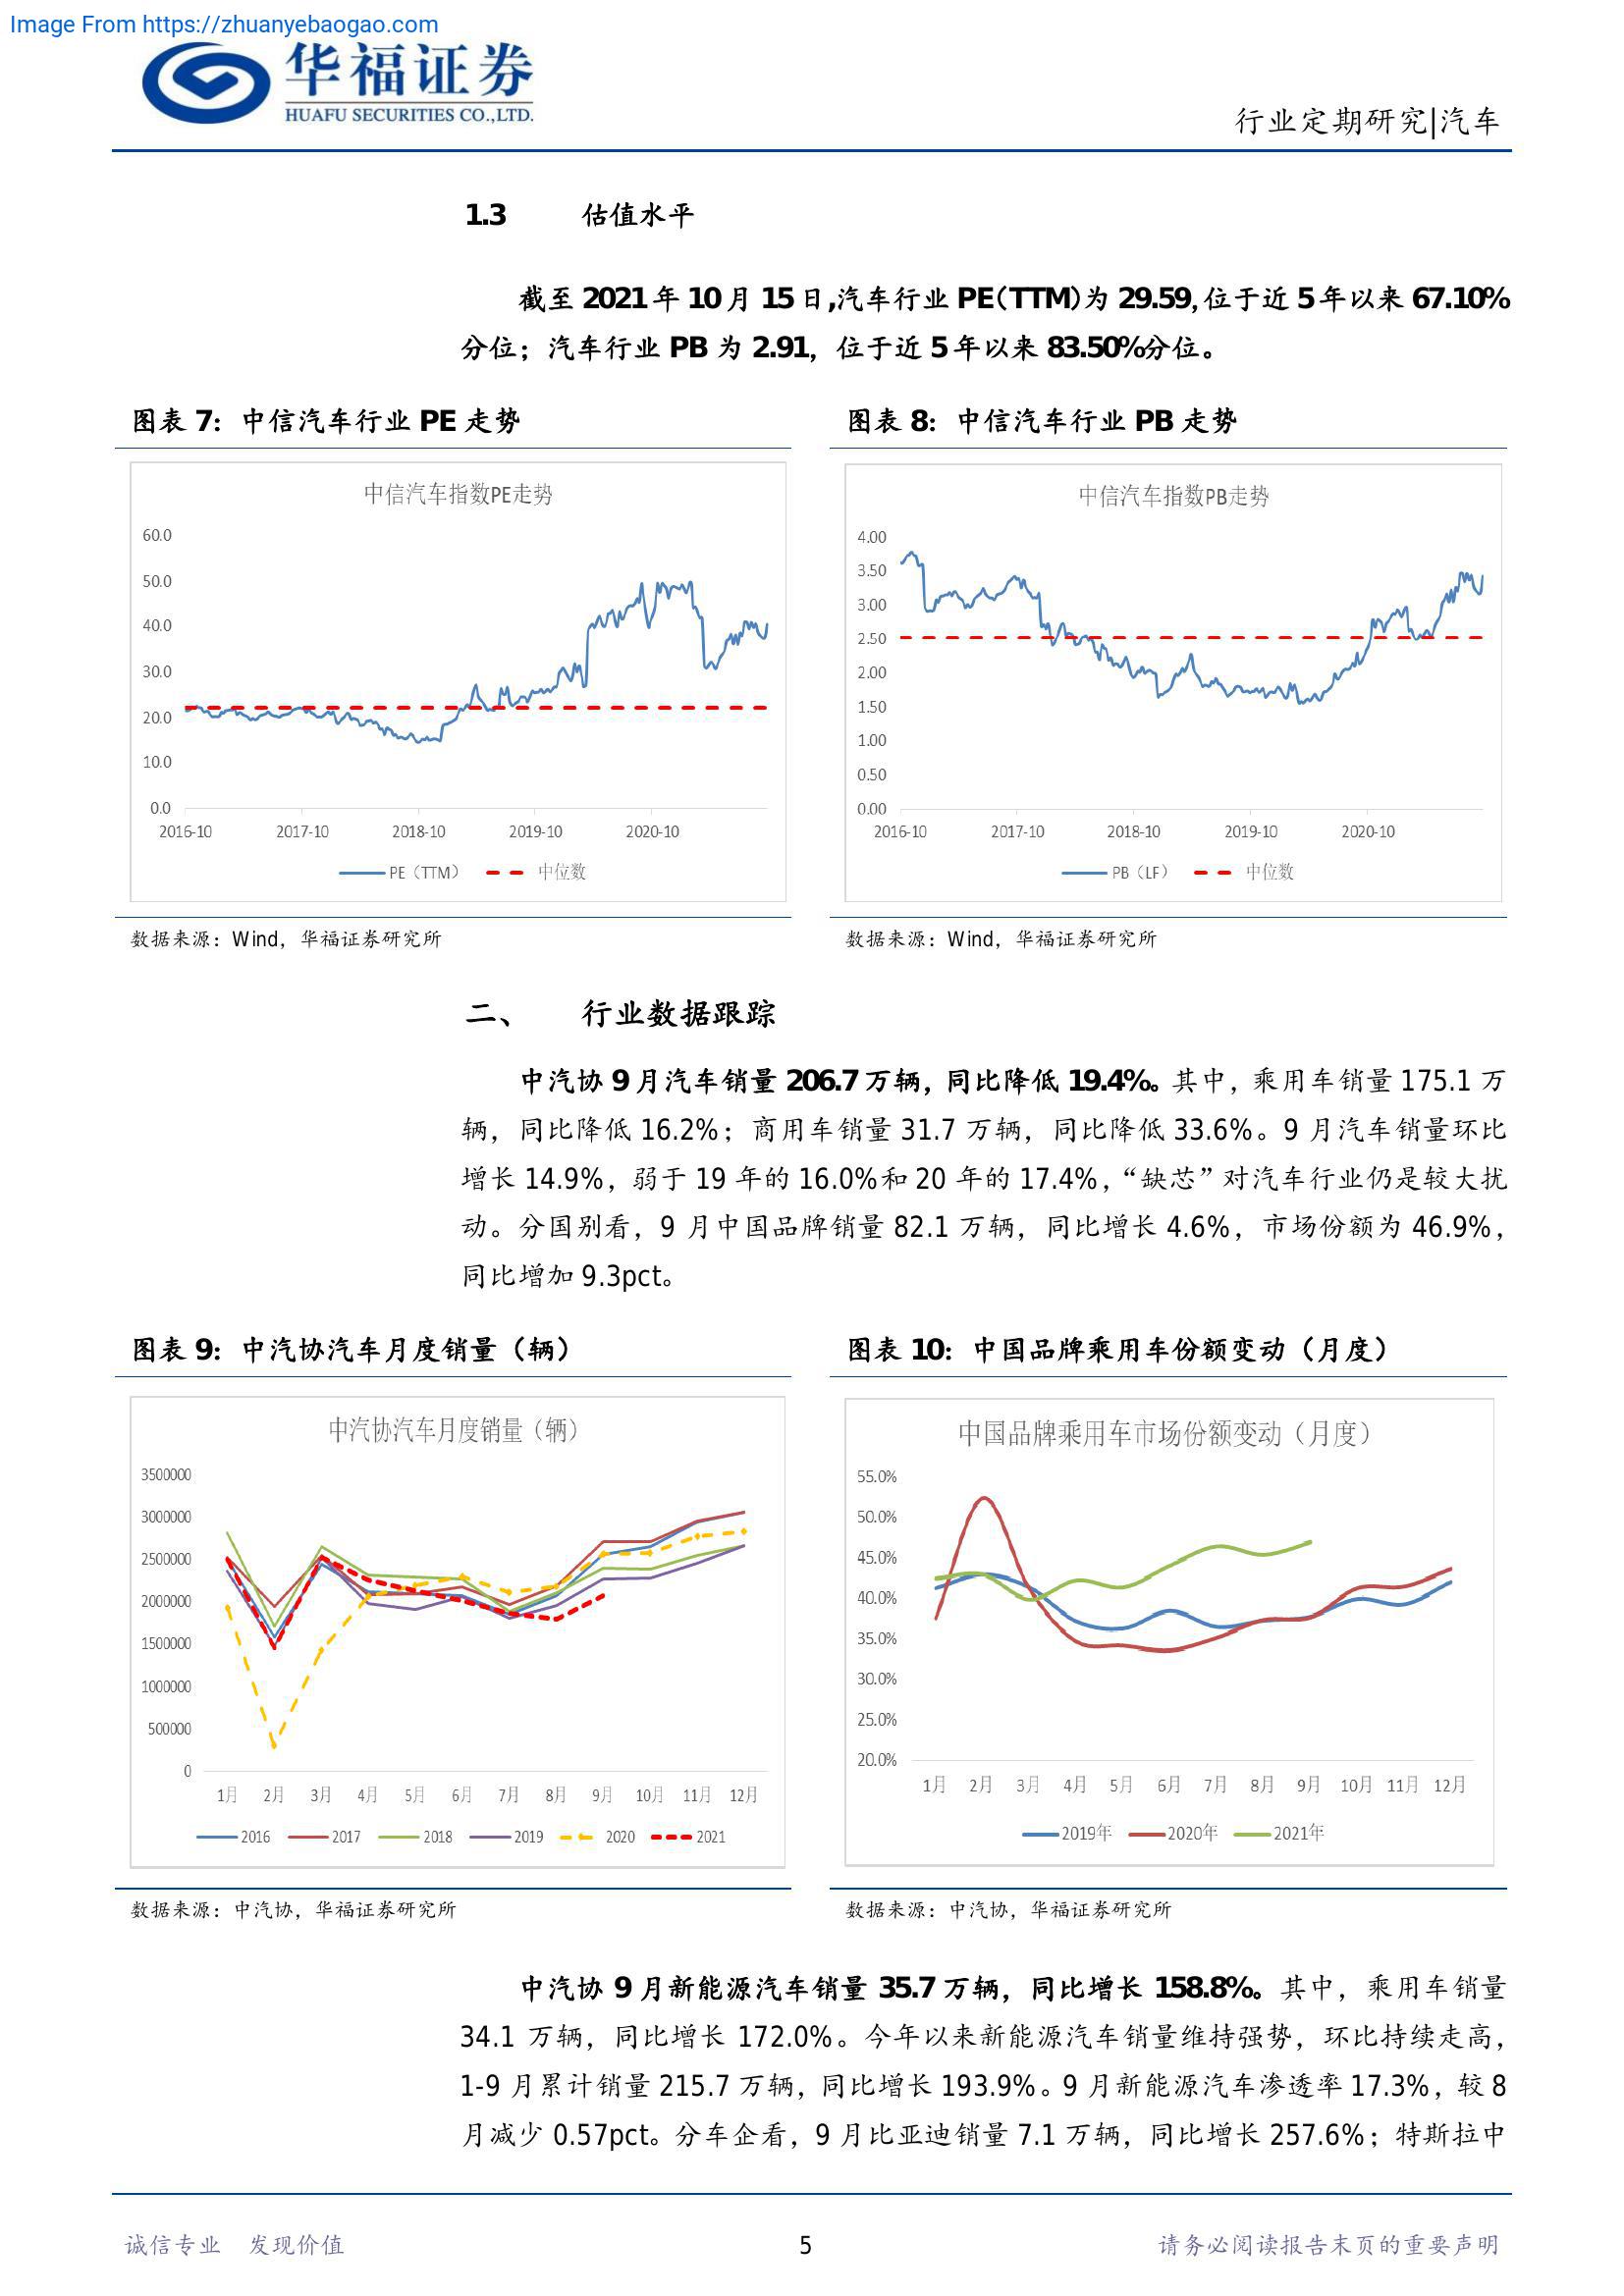 Image From https://zhuanyebaogao.com
华福证券
HUAFU SECURITIES CO.,LTD.
行业定期研究|汽车
1.3 估值水平
截至 2021 年 10 月 15 日,汽车行业 PE(TTM)为 29.59,位于近 5 年以来 67.10%
分位；汽车行业 PB 为 2.91，位于近 5 年以来 83.50%分位。
图表 7：中信汽车行业 PE 走势
中信汽车指数PE走势
60.0
50.0
40.0
30.0
20.0
10.0
0.0
2016-10 2017-10 2018-10 2019-10 2020-10
PE（TTM） 中位数
数据来源：Wind，华福证券研究所
图表 8：中信汽车行业 PB 走势
中信汽车指数PB走势
4.00
3.50
3.00
2.50
2.00
1.50
1.00
0.50
0.00
2016-10 2017-10 2018-10 2019-10 2020-10
PB（LF） 中位数
数据来源：Wind，华福证券研究所
二、 行业数据跟踪
中汽协 9 月汽车销量 206.7 万辆，同比降低 19.4%。其中，乘用车销量 175.1 万
辆，同比降低 16.2%；商用车销量 31.7 万辆，同比降低 33.6%。9 月汽车销量环比
增长 14.9%，弱于 19 年的 16.0%和 20 年的 17.4%，“缺芯”对汽车行业仍是较大扰
动。分国别看，9 月中国品牌销量 82.1 万辆，同比增长 4.6%，市场份额为 46.9%，
同比增加 9.3pct。
图表 9：中汽协汽车月度销量（辆）
中汽协汽车月度销量（辆）
3500000
3000000
2500000
2000000
1500000
1000000
500000
0
1月 2月 3月 4月 5月 6月 7月 8月 9月 10月 11月 12月
2016 2017 2018 2019 2020 2021
数据来源：中汽协，华福证券研究所
图表 10：中国品牌乘用车份额变动（月度）
中国品牌乘用车市场份额变动（月度）
55.0%
50.0%
45.0%
40.0%
35.0%
30.0%
25.0%
20.0%
1月 2月 3月 4月 5月 6月 7月 8月 9月 10月 11月 12月
2019年 2020年 2021年
数据来源：中汽协，华福证券研究所
中汽协 9 月新能源汽车销量 35.7 万辆，同比增长 158.8%。其中，乘用车销量
34.1 万辆，同比增长 172.0%。今年以来新能源汽车销量维持强势，环比持续走高，
1-9 月累计销量 215.7 万辆，同比增长 193.9%。9 月新能源汽车渗透率 17.3%，较 8
月减少 0.57pct。分车企看，9 月比亚迪销量 7.1 万辆，同比增长 257.6%；特斯拉中
诚信专业 发现价值
5
请务必阅读报告末页的重要声明